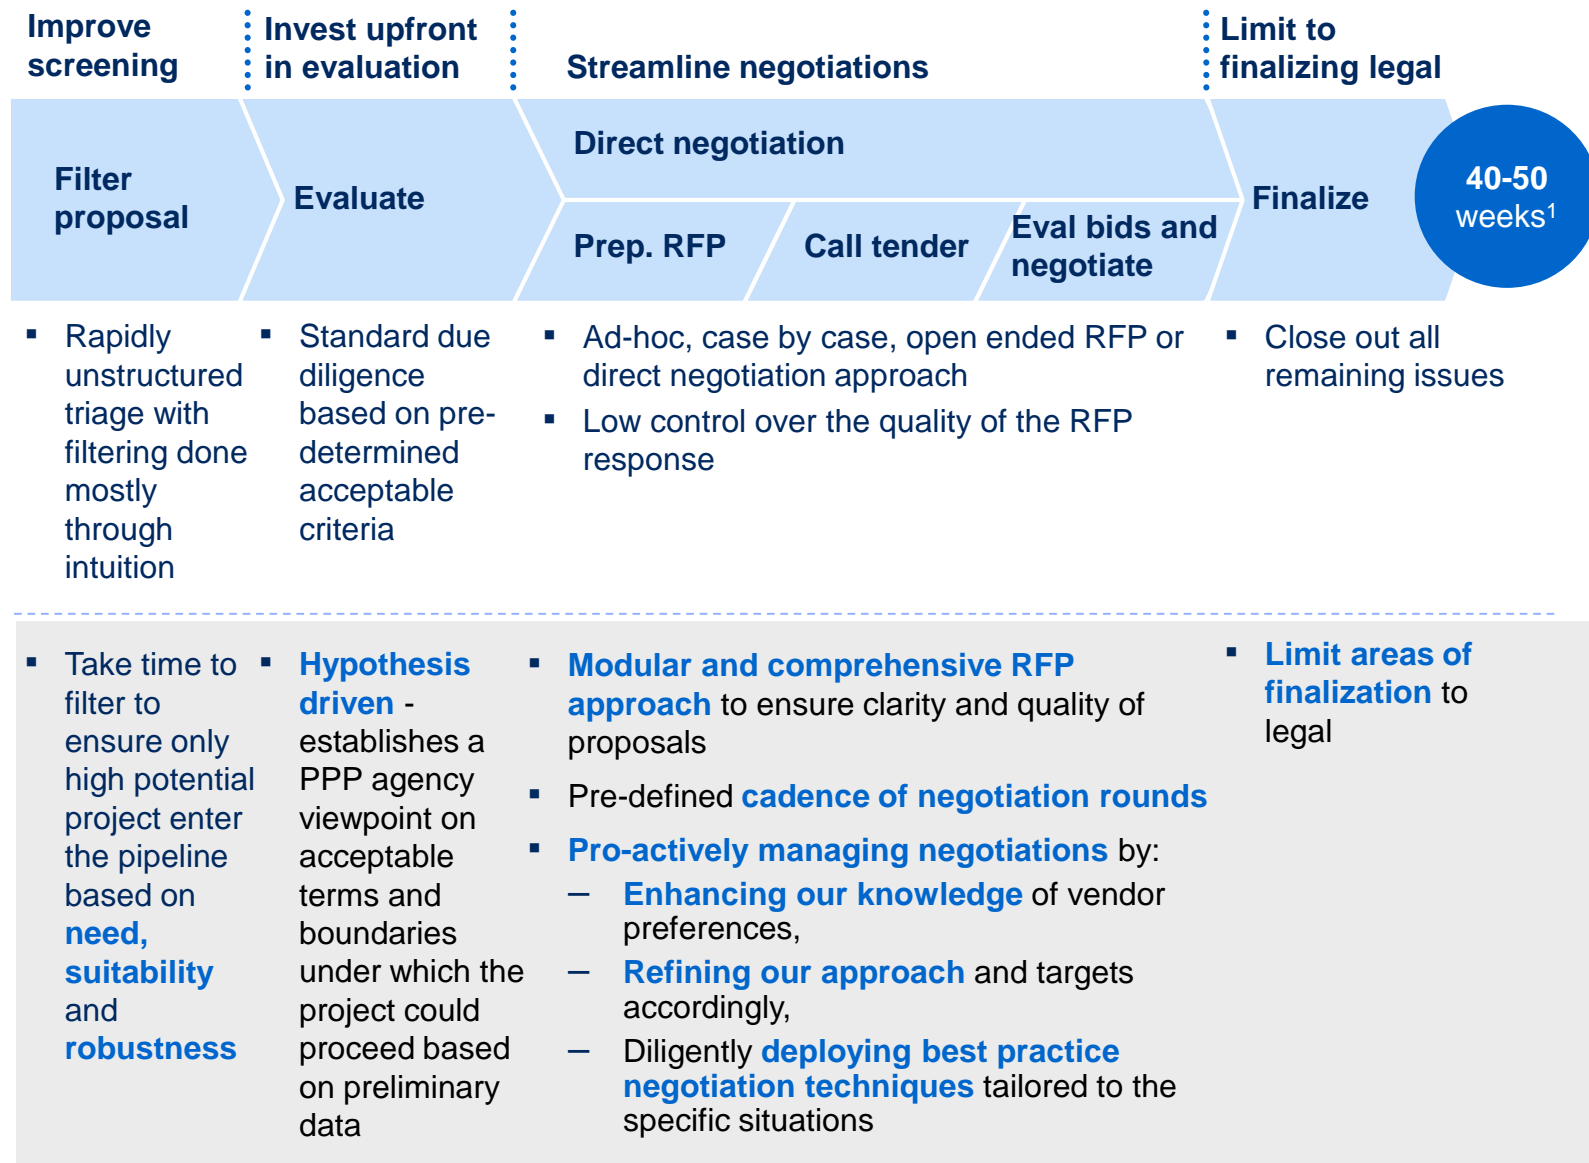 Improve
screening
Invest upfront
in evaluation
Streamline negotiations
Limit to
finalizing legal
Filter
proposal
Evaluate
Direct negotiation
Prep. RFP
Call tender
Eval bids and
negotiate
Finalize
40-50
weeks¹
▪ Rapidly
unstructured
triage with
filtering done
mostly
through
intuition
▪ Standard due
diligence
based on pre-
determined
acceptable
criteria
▪ Ad-hoc, case by case, open ended RFP or
direct negotiation approach
▪ Low control over the quality of the RFP
response
▪ Close out all
remaining issues
▪ Take time to
filter to
ensure only
high potential
project enter
the pipeline
based on
need,
suitability
and
robustness
▪ Hypothesis
driven -
establishes a
PPP agency
viewpoint on
acceptable
terms and
boundaries
under which the
project could
proceed based
on preliminary
data
▪ Modular and comprehensive RFP
approach to ensure clarity and quality of
proposals
▪ Pre-defined cadence of negotiation rounds
▪ Pro-actively managing negotiations by:
– Enhancing our knowledge of vendor
preferences,
– Refining our approach and targets
accordingly,
– Diligently deploying best practice
negotiation techniques tailored to the
specific situations
▪ Limit areas of
finalization to
legal